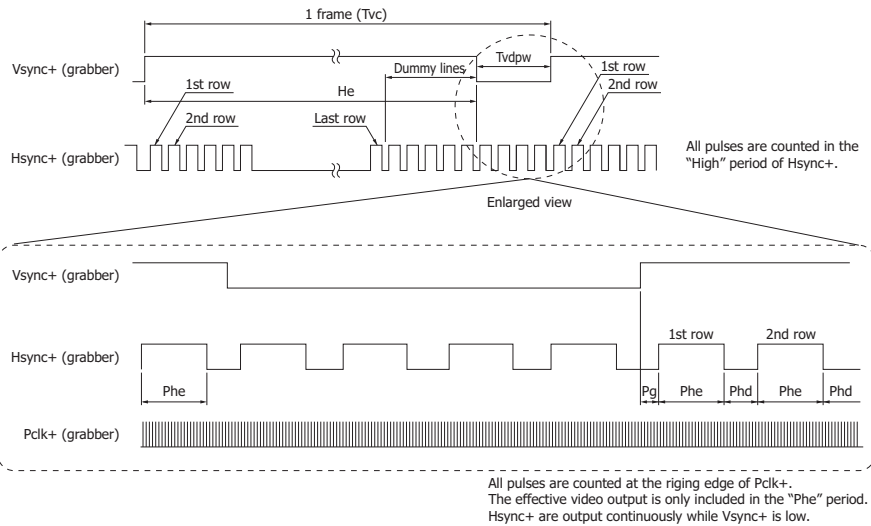 1 frame (Tvc)
Vsync+ (grabber)
Tvdpw
Dummy lines
1st row
He
2nd row
1st row
2nd row
Last row
Hsync+ (grabber)
All pulses are counted in the
“High” period of Hsync+.
Enlarged view
Vsync+ (grabber)
1st row
2nd row
Hsync+ (grabber)
Phe
Pg
Phe
Phd
Phe
Phd
Pclk+ (grabber)
All pulses are counted at the riging edge of Pclk+.
The effective video output is only included in the “Phe” period.
Hsync+ are output continuously while Vsync+ is low.